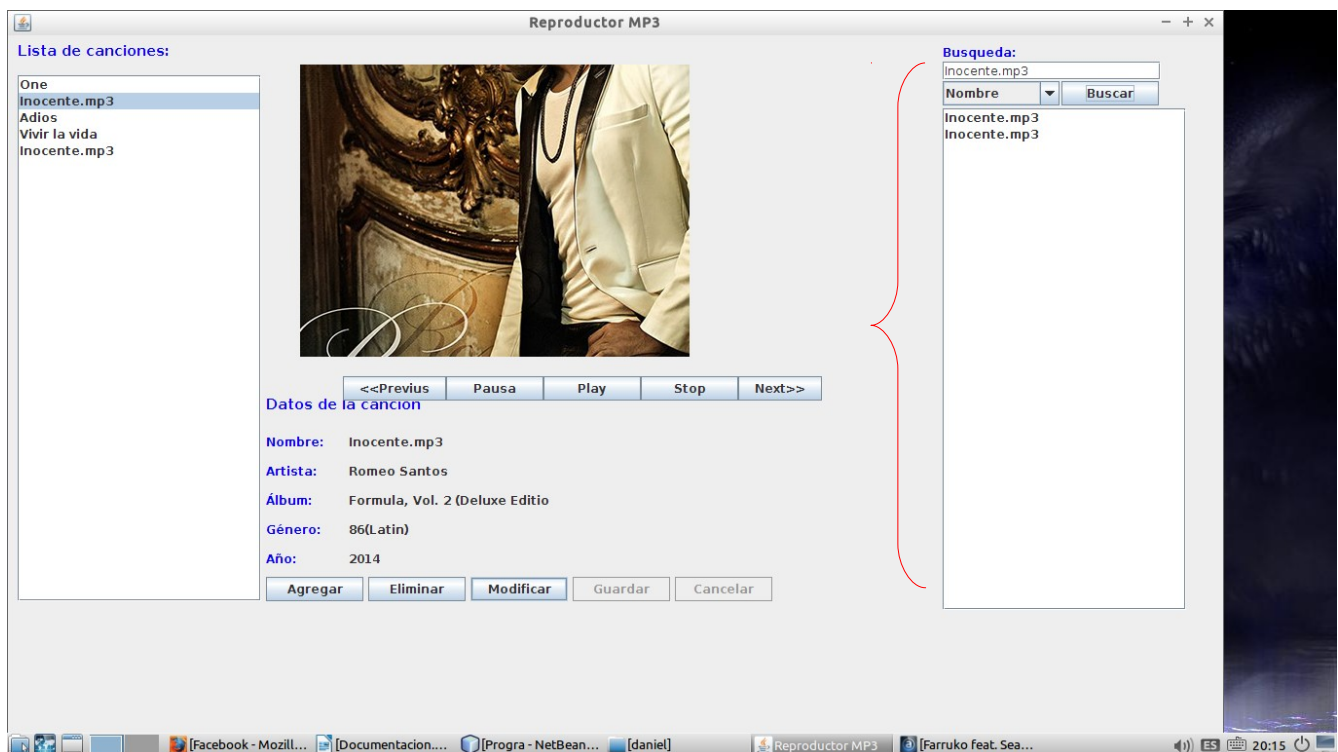 Reproductor MP3
Lista de canciones:
One
Inocente.mp3
Adios
Vivir la vida
Inocente.mp3
<<Previus Pausa Play Stop Next>>
Datos de la canción
Nombre: Inocente.mp3
Artista: Romeo Santos
Álbum: Formula, Vol. 2 (Deluxe Editio
Género: 86(Latin)
Año: 2014
Agregar Eliminar Modificar Guardar Cancelar
Busqueda:
Inocente.mp3
Nombre Buscar
Inocente.mp3
Inocente.mp3
[Facebook - Mozill... [Documentacion.... [Progra - NetBean... [daniel] Reproductor MP3 [Farruko feat. Sea... ES 20:15